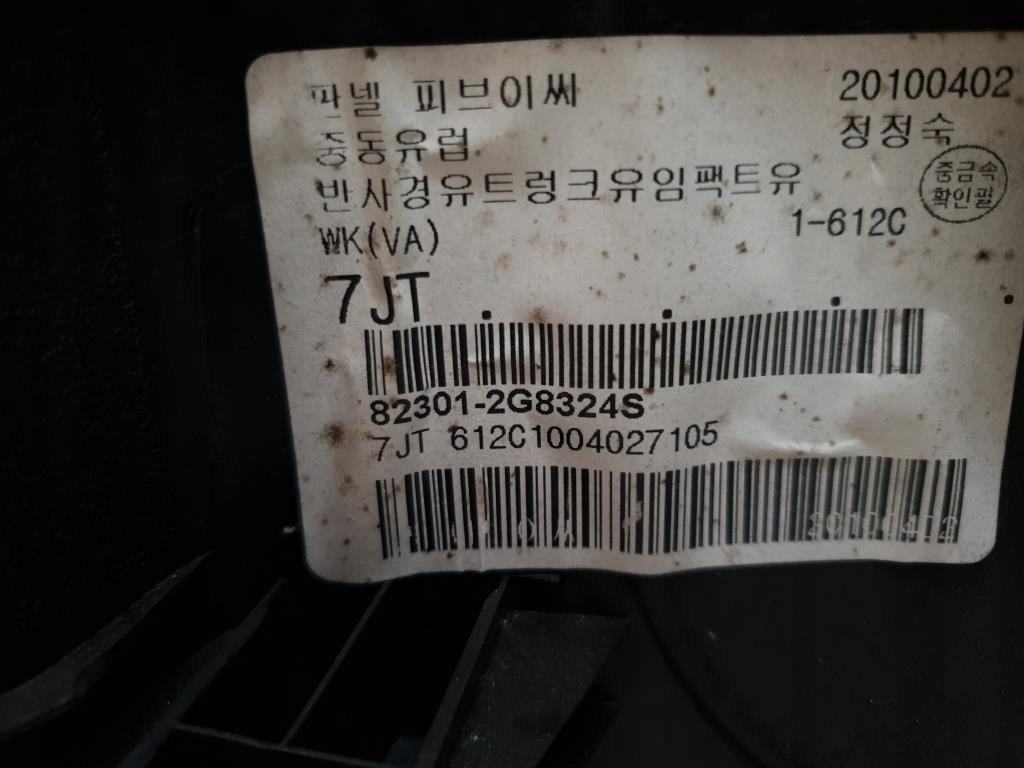 판넬 피브이씨
20100402
중동유럽
정정숙
중금속
확인필
반사경유트렁크유임팩트유
WK(VA)
1-612C
7JT
82301-2G8324S
7JT 612C1004027105
20100402